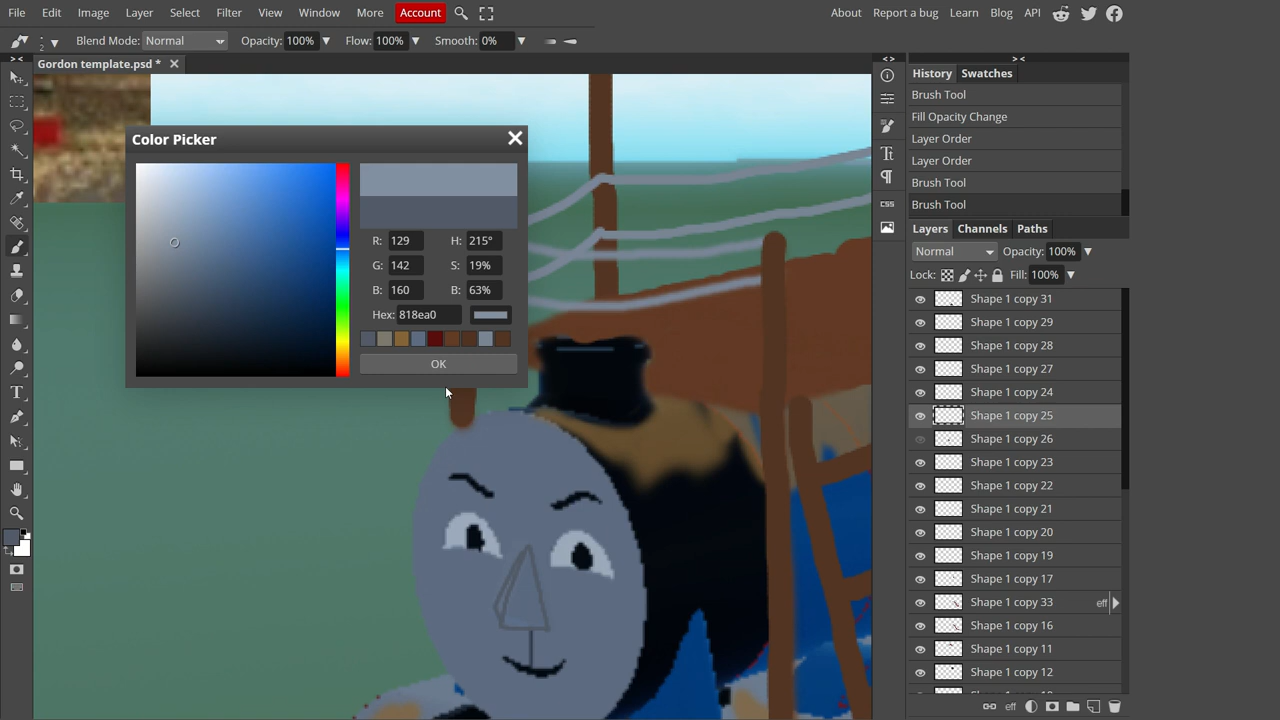 File Edit Image Layer Select Filter View Window More Account About Report a bug Learn Blog API
2 Blend Mode: Normal Opacity: 100% Flow: 100% Smooth: 0%
Gordon template.psd *
Color Picker
R: 129 H: 215°
G: 142 S: 19%
B: 160 B: 63%
Hex: 818ea0
OK
History Swatches
Brush Tool
Fill Opacity Change
Layer Order
Layer Order
Brush Tool
Brush Tool
CSS
Layers Channels Paths
Normal Opacity: 100%
Lock: Fill: 100%
Shape 1 copy 31
Shape 1 copy 29
Shape 1 copy 28
Shape 1 copy 27
Shape 1 copy 24
Shape 1 copy 25
Shape 1 copy 26
Shape 1 copy 23
Shape 1 copy 22
Shape 1 copy 21
Shape 1 copy 20
Shape 1 copy 19
Shape 1 copy 17
Shape 1 copy 33 eff
Shape 1 copy 16
Shape 1 copy 11
Shape 1 copy 12
eff